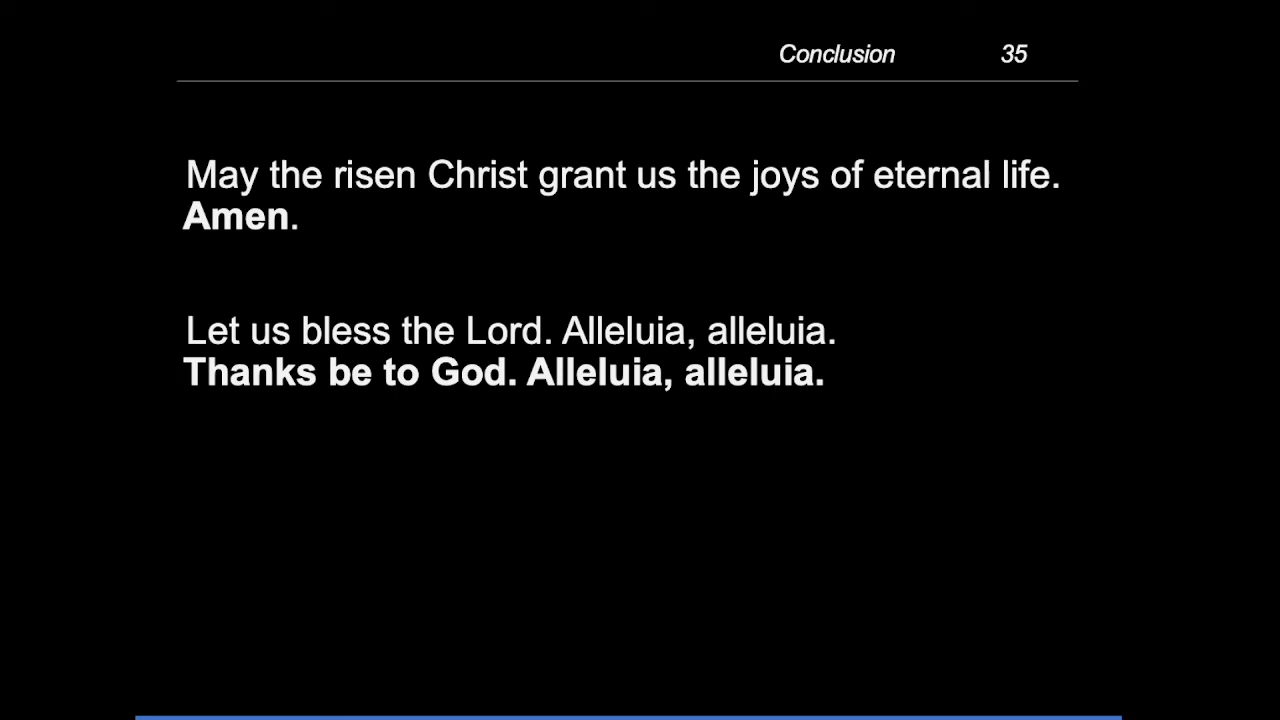 Conclusion 35
May the risen Christ grant us the joys of eternal life.
Amen.
Let us bless the Lord. Alleluia, alleluia.
Thanks be to God. Alleluia, alleluia.